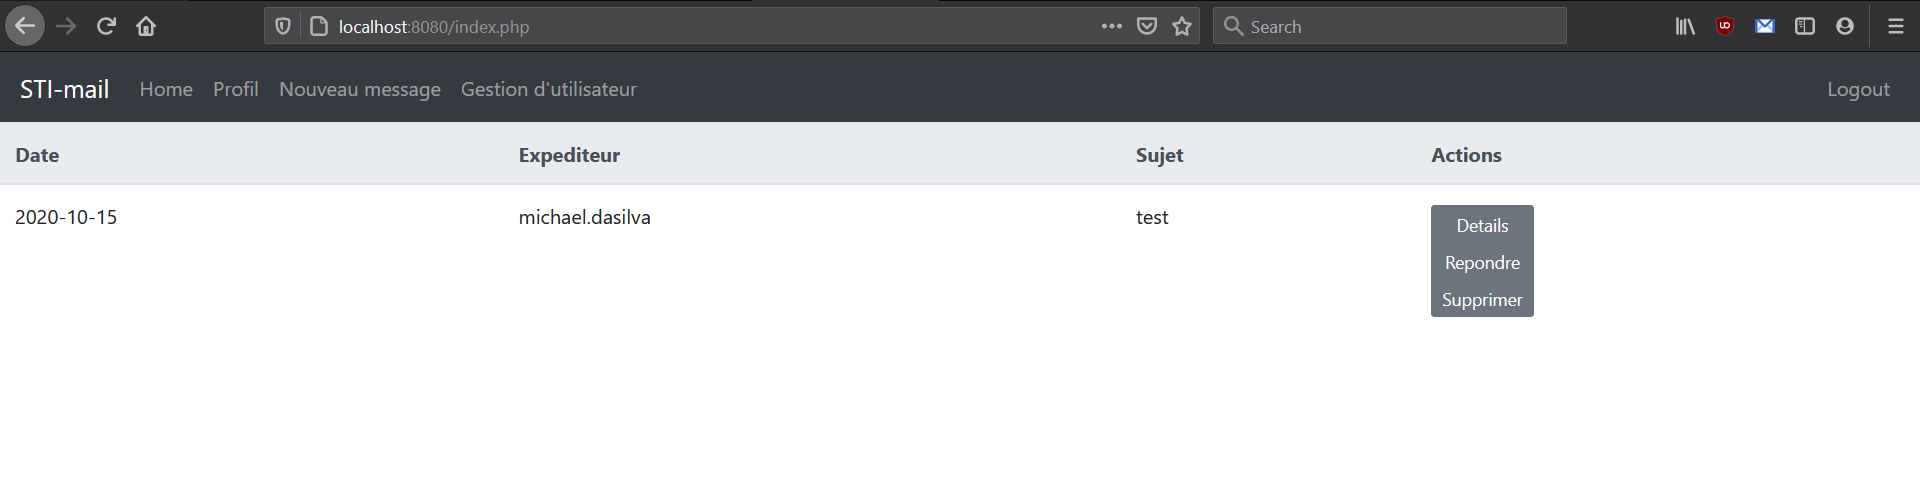 localhost:8080/index.php Search
STI-mail Home Profil Nouveau message Gestion d'utilisateur Logout
Date Expediteur Sujet Actions
2020-10-15 michael.dasilva test Details
Repondre
Supprimer